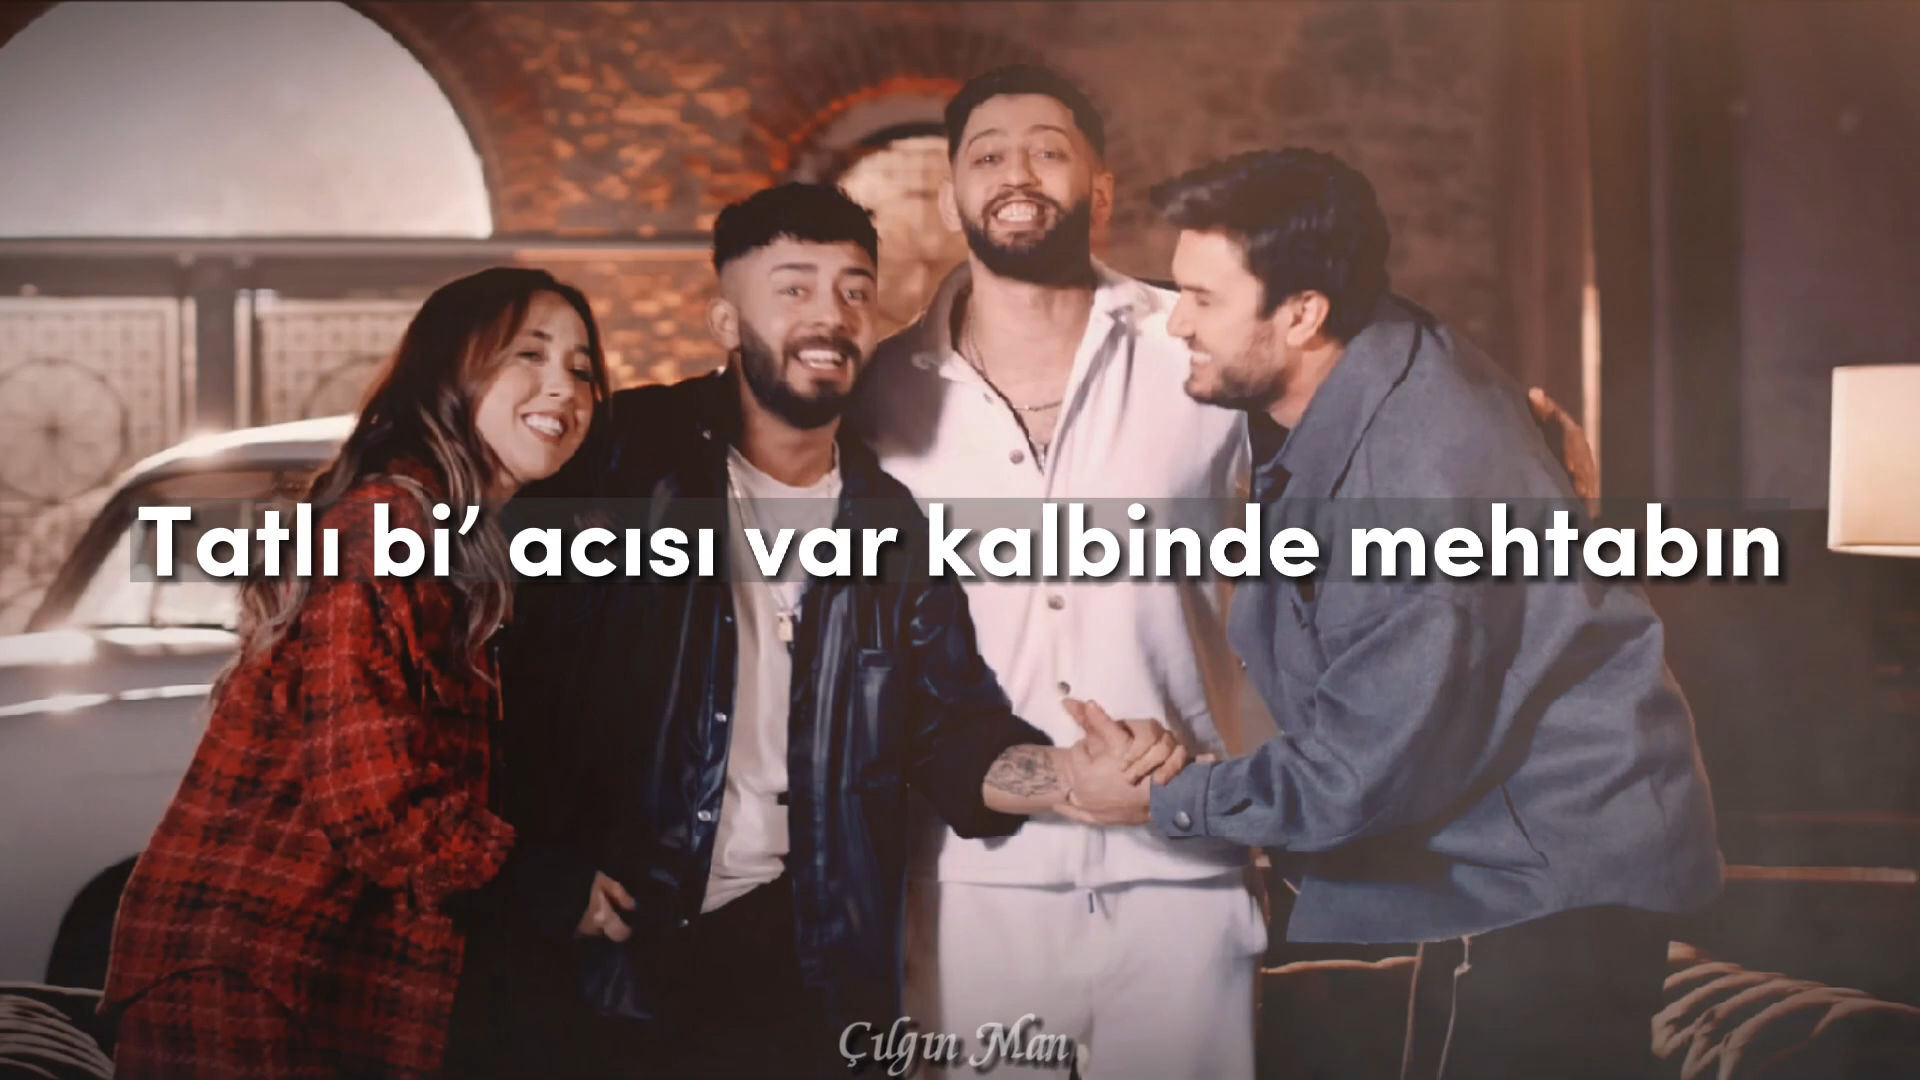 Tatlı bi’ acısı var kalbinde mehtabın
Çılgın Man